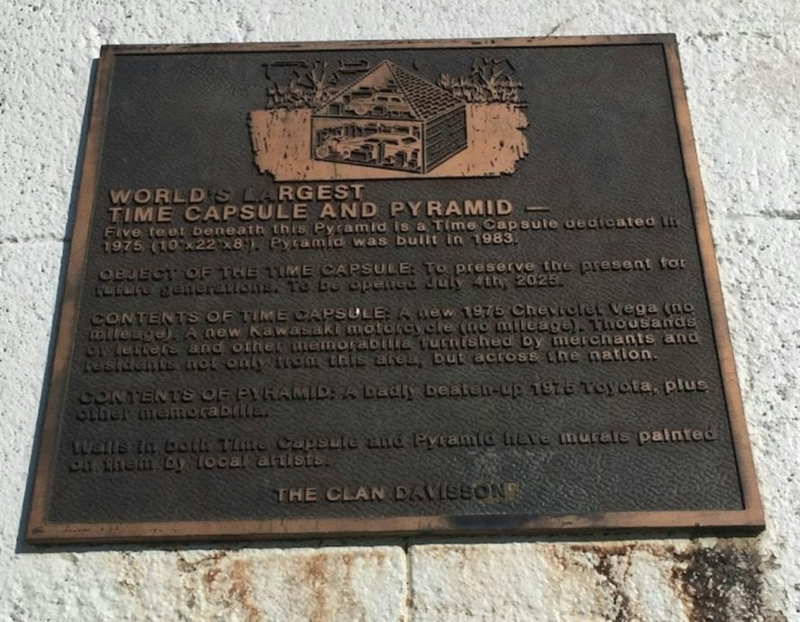 WORLD'S LARGEST
TIME CAPSULE AND PYRAMID —
Five feet beneath this Pyramid is a Time Capsule dedicated in
1975 (10'x22'x8'). Pyramid was built in 1983.
OBJECT OF THE TIME CAPSULE: To preserve the present for
future generations. To be opened July 4th, 2025.
CONTENTS OF TIME CAPSULE: A new 1975 Chevrolet Vega (no
mileage). A new Kawasaki motorcycle (no mileage). Thousands
of letters and other memorabilia furnished by merchants and
residents not only from this area, but across the nation.
CONTENTS OF PYRAMID: A badly beaten-up 1975 Toyota, plus
other memorabilia.
Walls in both Time Capsule and Pyramid have murals painted
on them by local artists.
THE CLAN DAVISSON